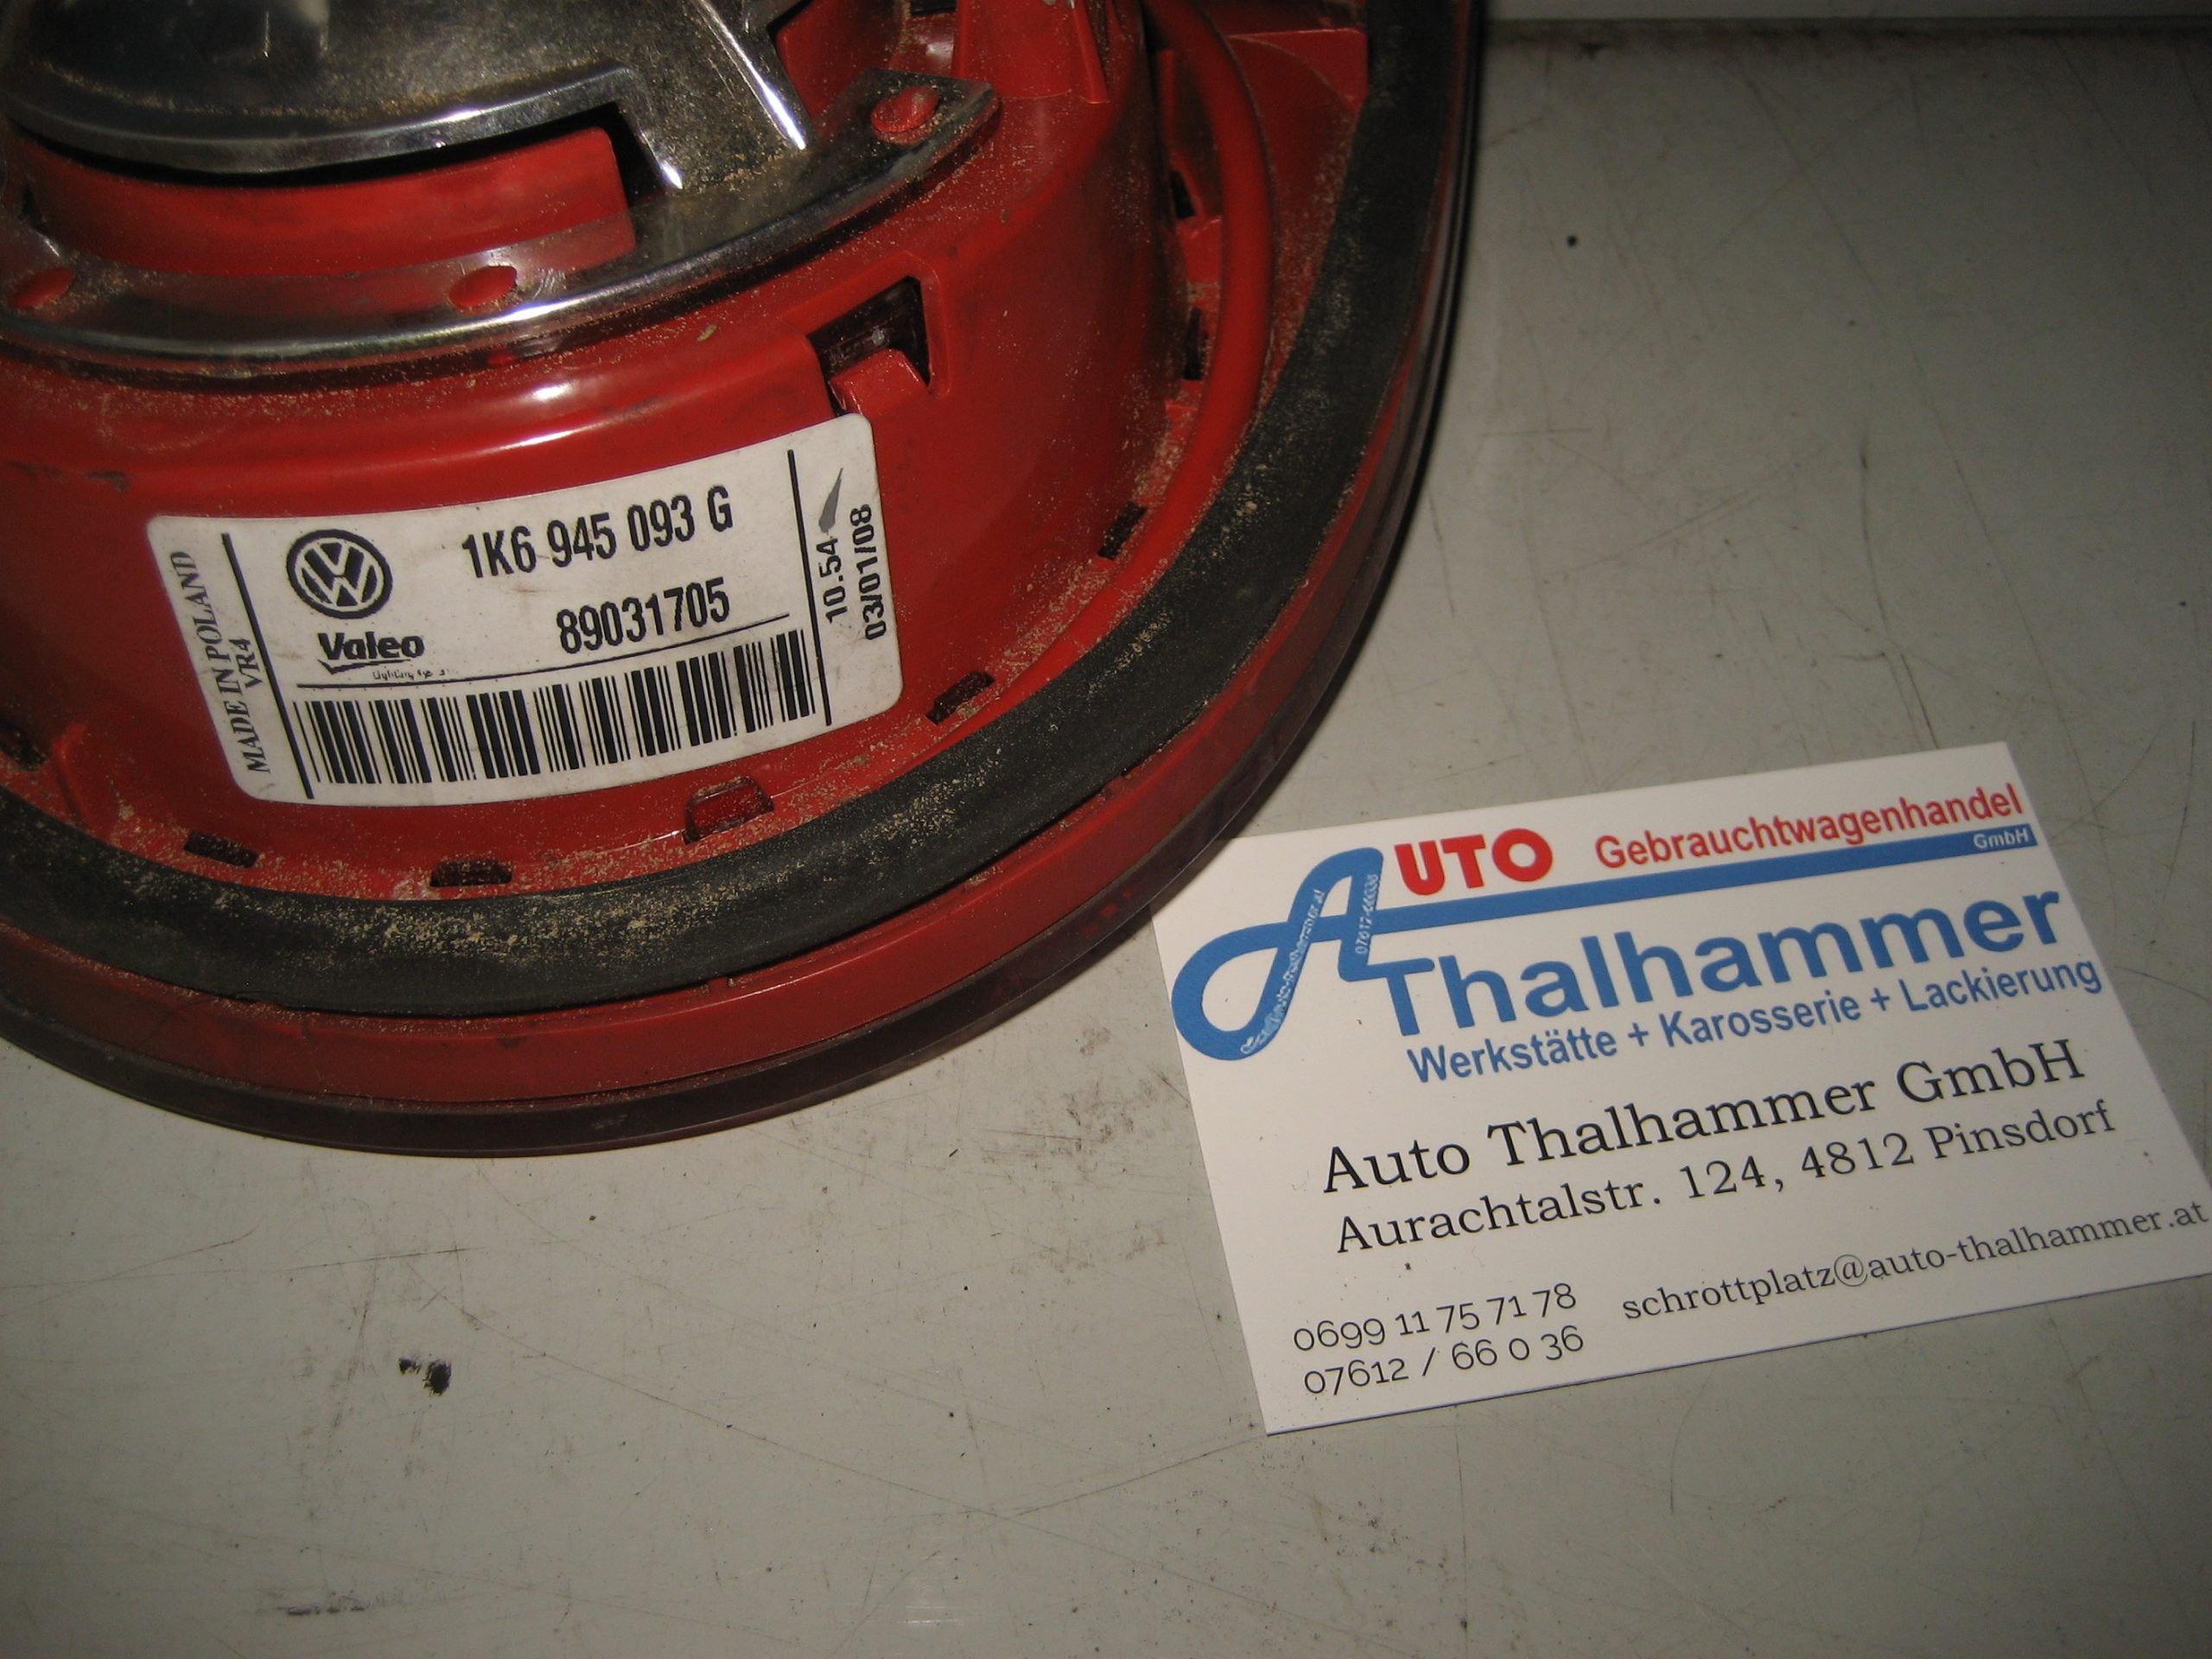 MADE IN POLAND
VR4
1K6 945 093 G
Valeo
89031705
10.54
03/01/08
AUTO Gebrauchtwagenhandel
GmbH
Thalhammer
Werkstätte + Karosserie + Lackierung
Auto Thalhammer GmbH
Aurachtalstr. 124, 4812 Pinsdorf
0699 11 75 71 78
schrottplatz@auto-thalhammer.at
07612 / 66 0 36